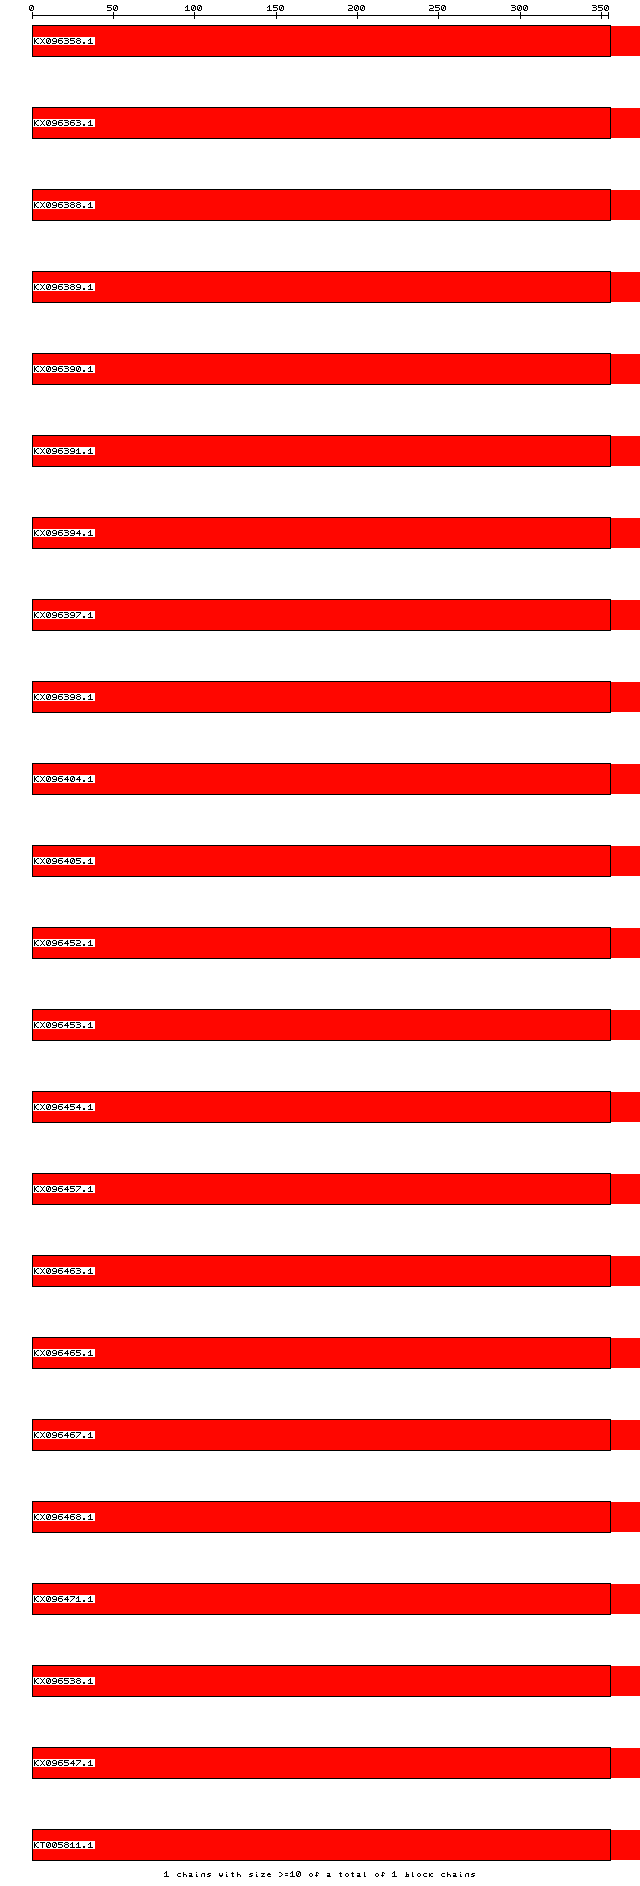 0 50 100 150 200 250 300 350
KX096358.1
KX096363.1
KX096388.1
KX096389.1
KX096390.1
KX096391.1
KX096394.1
KX096397.1
KX096398.1
KX096404.1
KX096405.1
KX096452.1
KX096453.1
KX096454.1
KX096457.1
KX096463.1
KX096465.1
KX096467.1
KX096468.1
KX096471.1
KX096538.1
KX096547.1
KT005811.1
1 chains with size >=10 of a total of 1 block chains